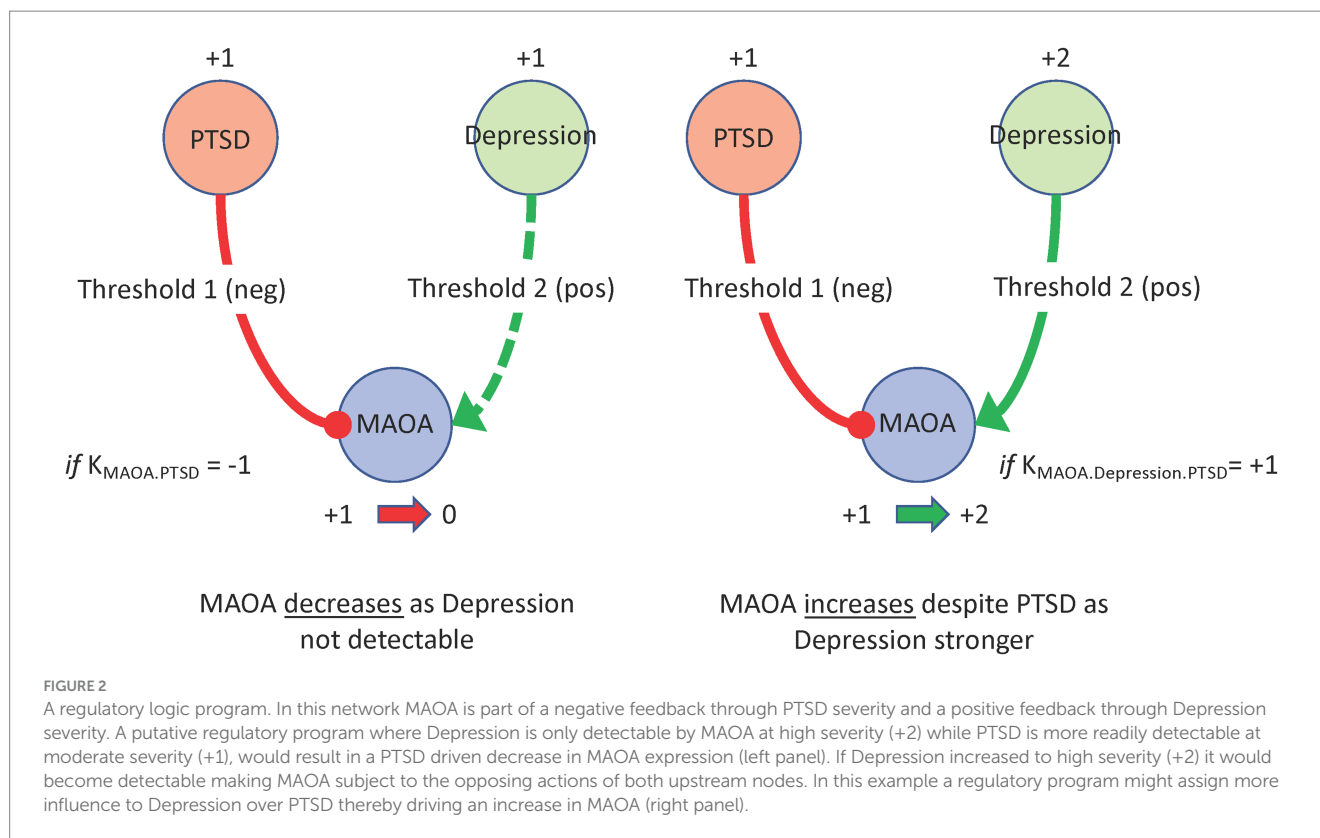 +1 +1 +1 +2
PTSD Depression PTSD Depression
Threshold 1 (neg) Threshold 2 (pos) Threshold 1 (neg) Threshold 2 (pos)
MAOA MAOA
if KMAOA.PTSD = -1 if KMAOA.Depression.PTSD= +1
+1 0 +1 +2
MAOA decreases as Depression
not detectable
MAOA increases despite PTSD as
Depression stronger
FIGURE 2
A regulatory logic program. In this network MAOA is part of a negative feedback through PTSD severity and a positive feedback through Depression
severity. A putative regulatory program where Depression is only detectable by MAOA at high severity (+2) while PTSD is more readily detectable at
moderate severity (+1), would result in a PTSD driven decrease in MAOA expression (left panel). If Depression increased to high severity (+2) it would
become detectable making MAOA subject to the opposing actions of both upstream nodes. In this example a regulatory program might assign more
influence to Depression over PTSD thereby driving an increase in MAOA (right panel).